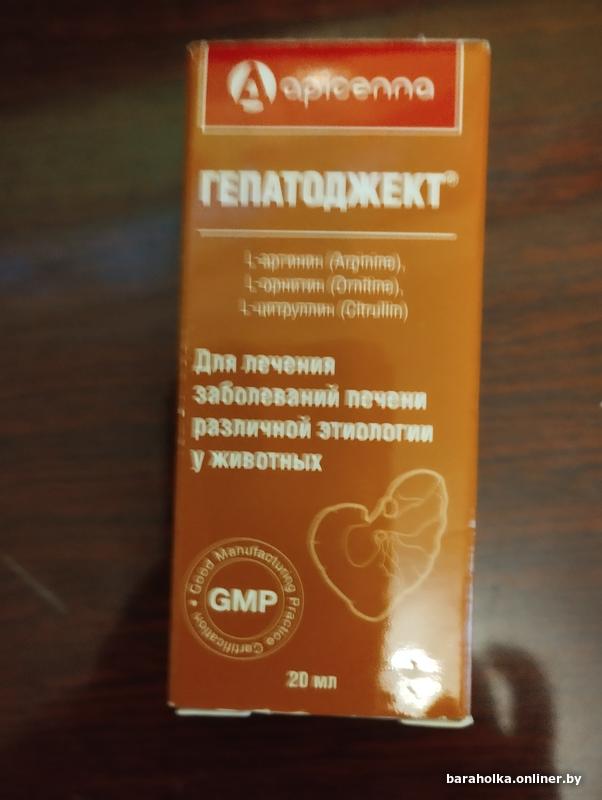 apicenna
ГЕПАТОДЖЕКТ®
L-аргинин (Arginine),
L-орнитин (Ornitine),
L-цитруллин (Citrulin)
Для лечения
заболеваний печени
различной этиологии
у животных
Good Manufacturing Practice Certification •
GMP
20 мл
baraholka.onliner.by